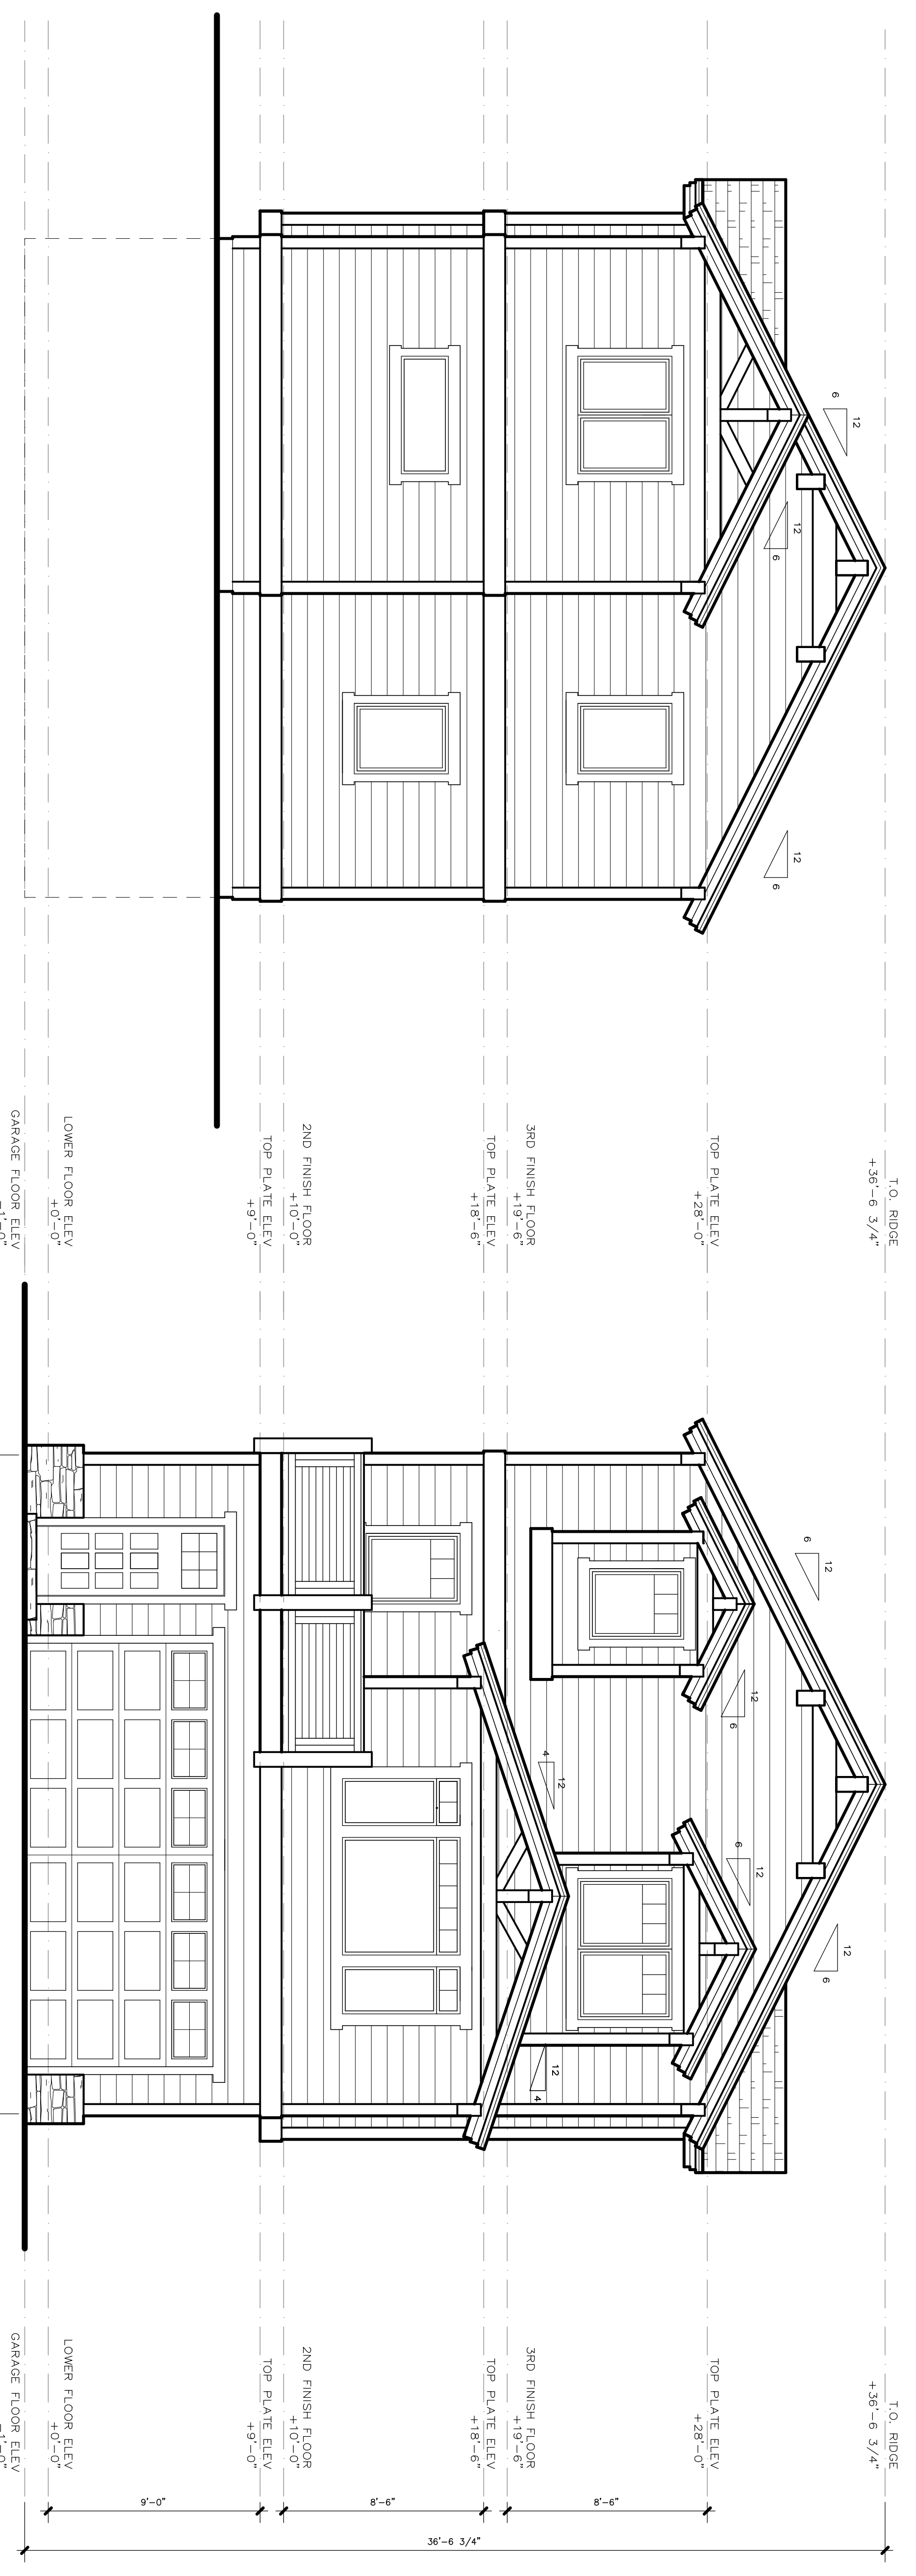 6
12
12
6
12
6
T.O. RIDGE
+36'-6 3/4"
TOP PLATE ELEV
+28'-0"
3RD FINISH FLOOR
+19'-6"
TOP PLATE ELEV
+18'-6"
2ND FINISH FLOOR
+10'-0"
TOP PLATE ELEV
+9'-0"
LOWER FLOOR ELEV
+0'-0"
GARAGE FLOOR ELEV
-1'-0"
6
12
12
6
4
12
6
12
12
6
12
4
T.O. RIDGE
+36'-6 3/4"
TOP PLATE ELEV
+28'-0"
3RD FINISH FLOOR
+19'-6"
TOP PLATE ELEV
+18'-6"
2ND FINISH FLOOR
+10'-0"
TOP PLATE ELEV
+9'-0"
LOWER FLOOR ELEV
+0'-0"
GARAGE FLOOR ELEV
-1'-0"
9'-0"
8'-6"
8'-6"
36'-6 3/4"